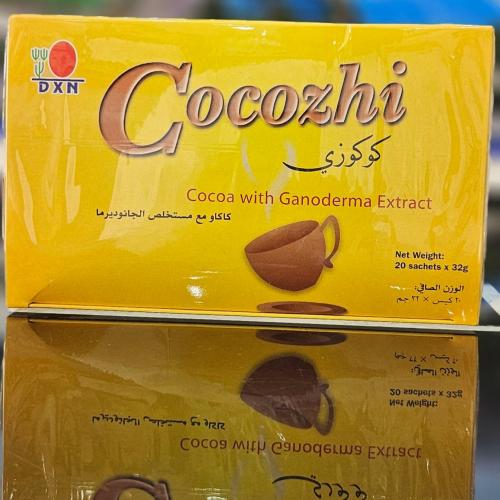 DXN
Cocozhi
كوكوزي
Cocoa with Ganoderma Extract
كاكاو مع مستخلص الجانوديرما
Net Weight:
20 sachets x 32g
الوزن الصافي:
٢٠ كيس × ٣٢ جم